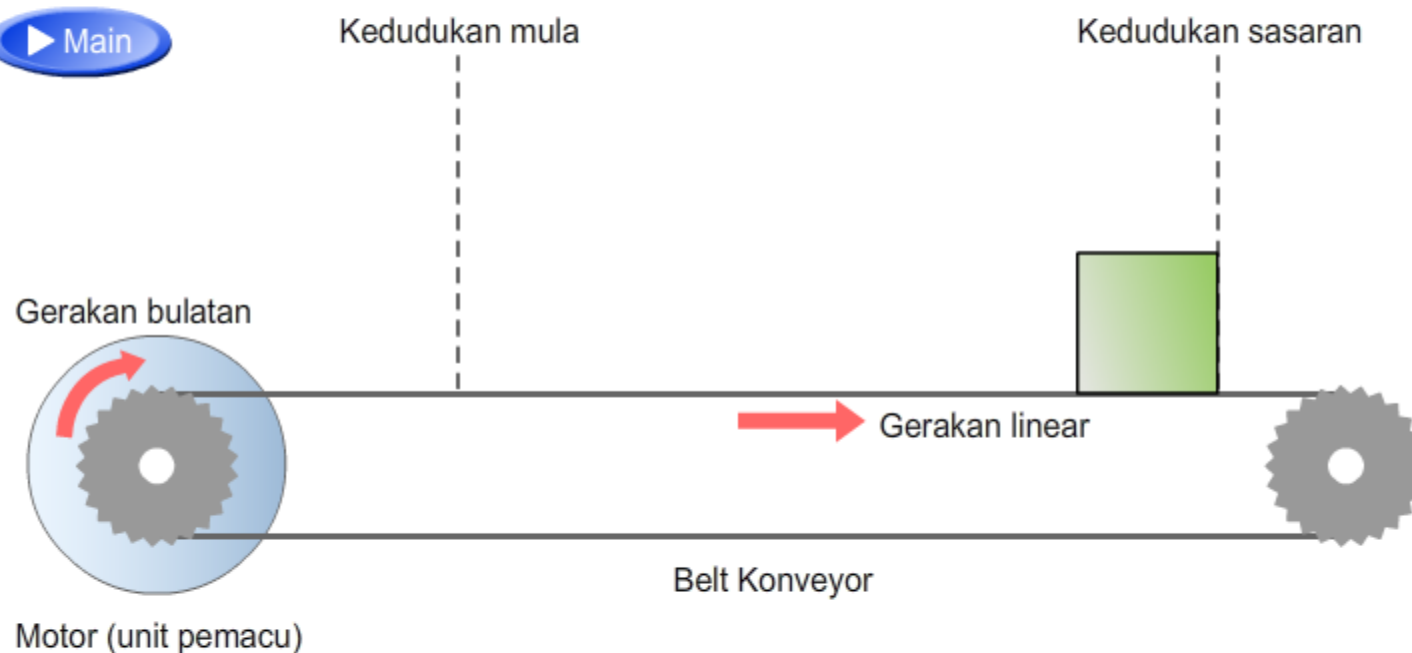 Main
Kedudukan mula
Kedudukan sasaran
Gerakan bulatan
Gerakan linear
Belt Konveyor
Motor (unit pemacu)